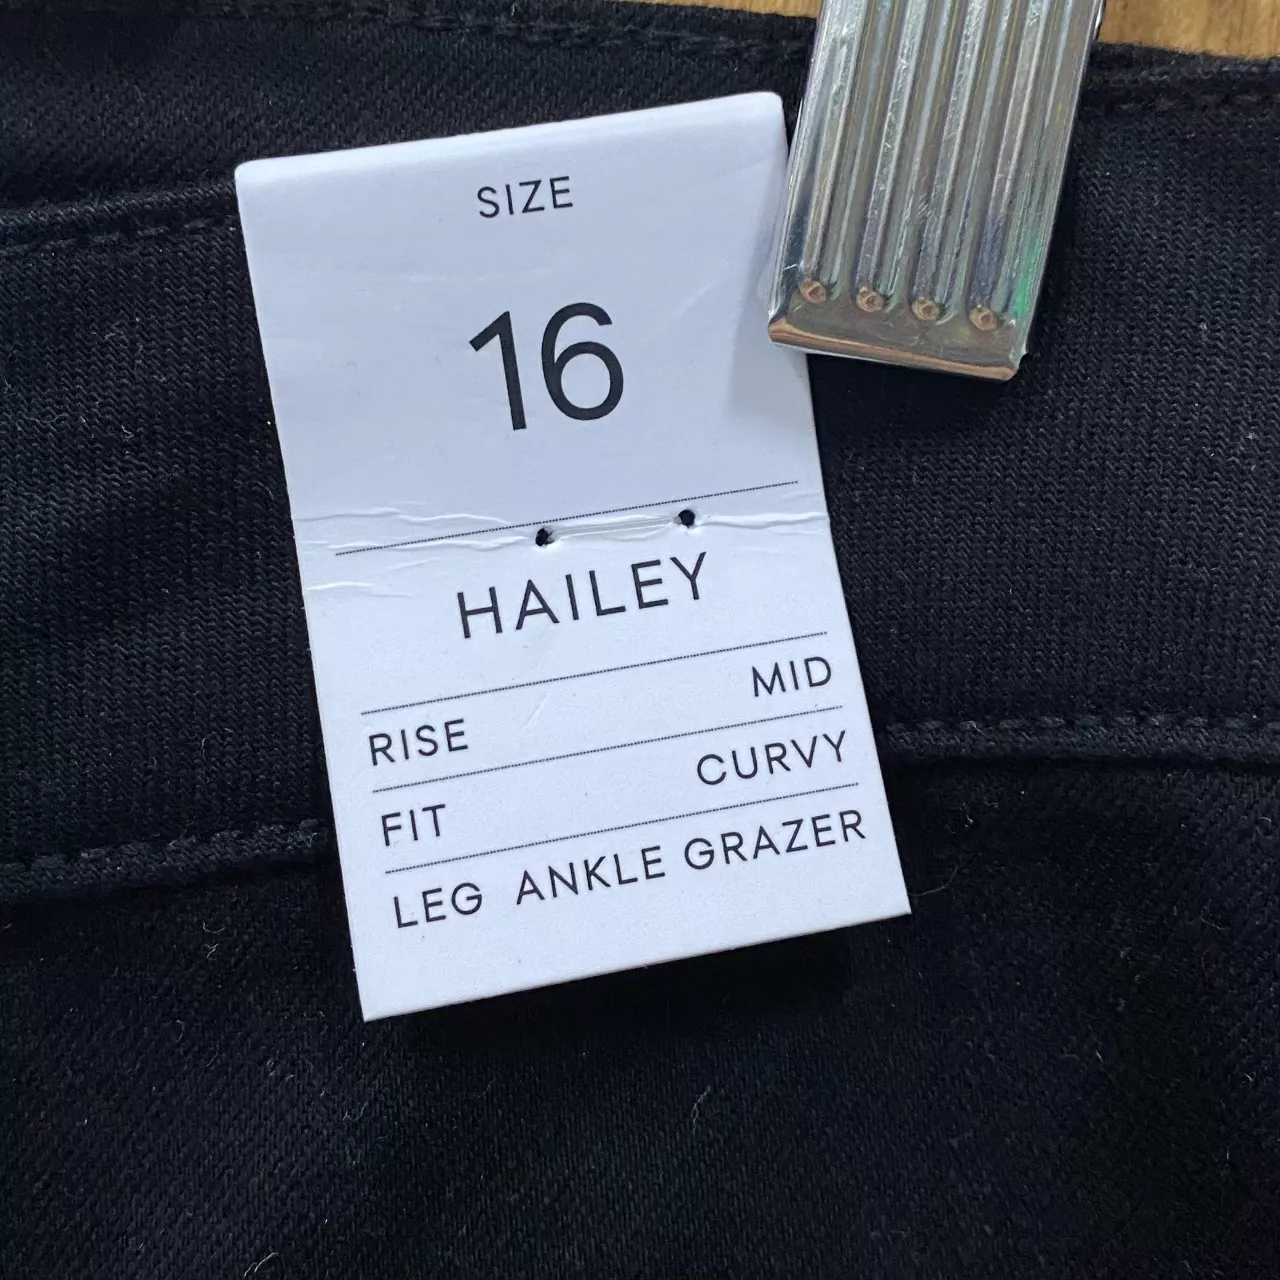 SIZE
16
HAILEY
RISE MID
FIT CURVY
LEG ANKLE GRAZER